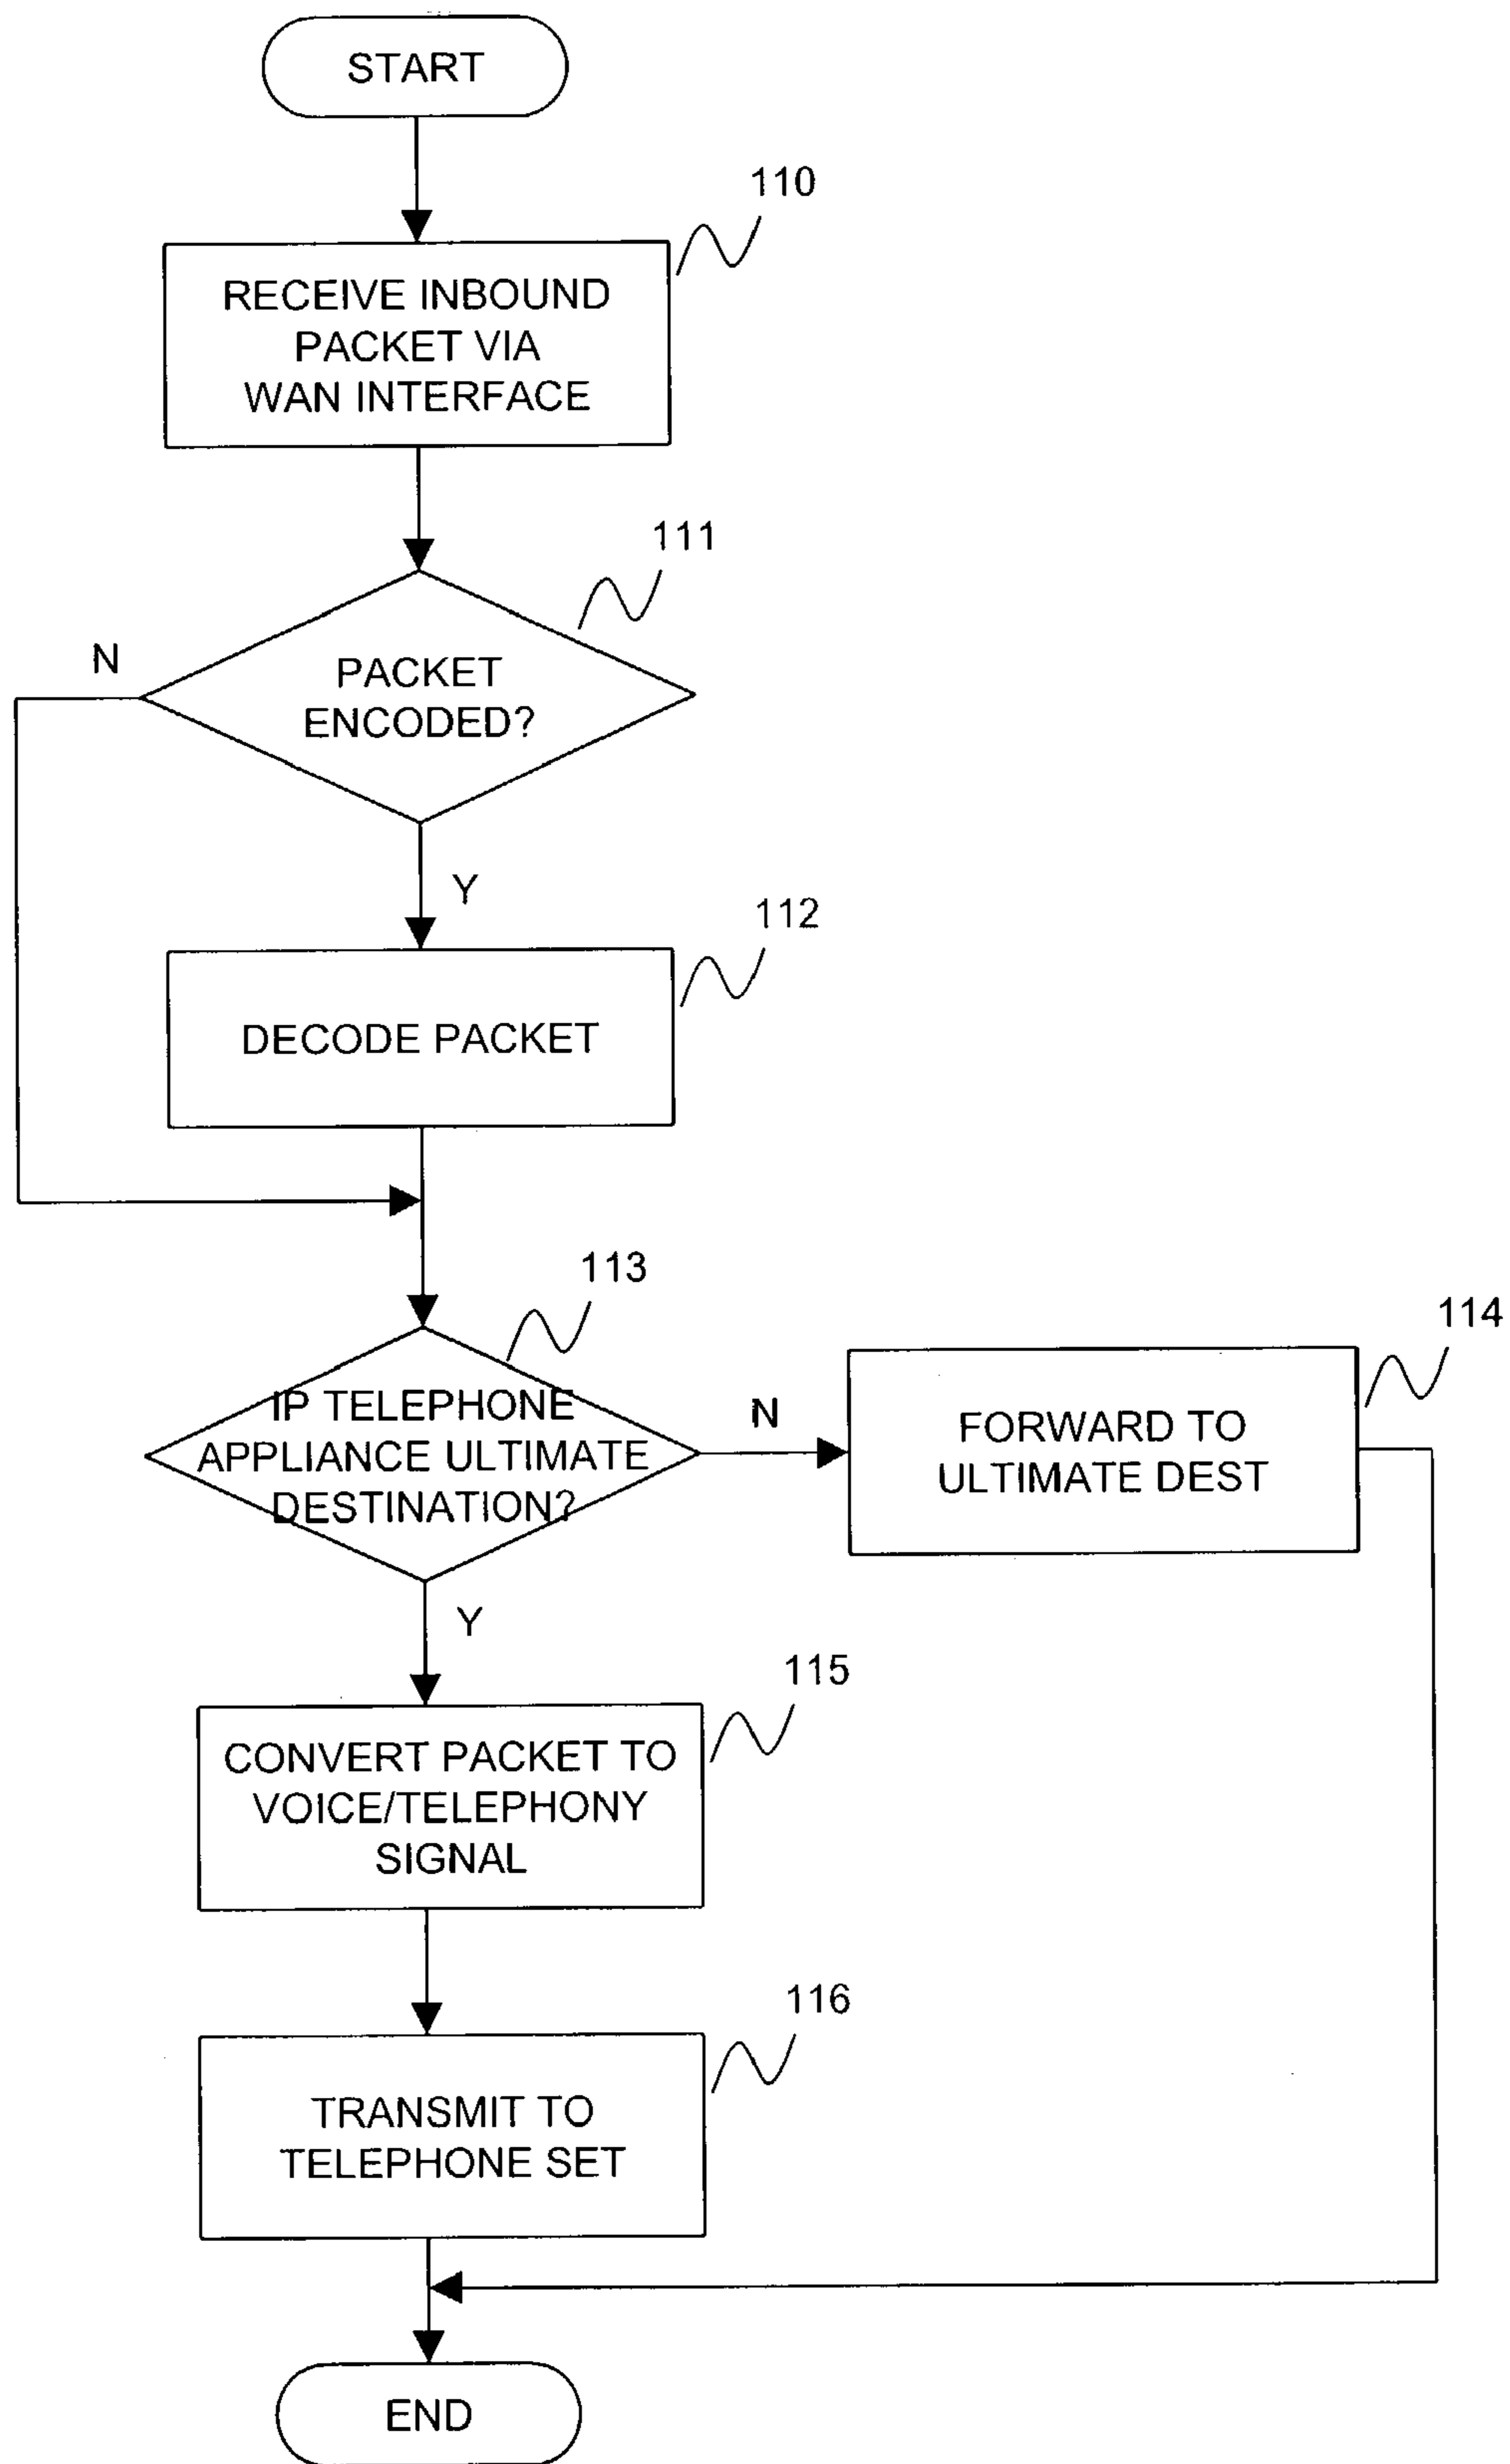 START
110
RECEIVE INBOUND
PACKET VIA
WAN INTERFACE
111
N
PACKET
ENCODED?
Y
112
DECODE PACKET
113
IP TELEPHONE
APPLIANCE ULTIMATE
DESTINATION?
N
114
FORWARD TO
ULTIMATE DEST
Y
115
CONVERT PACKET TO
VOICE/TELEPHONY
SIGNAL
116
TRANSMIT TO
TELEPHONE SET
END